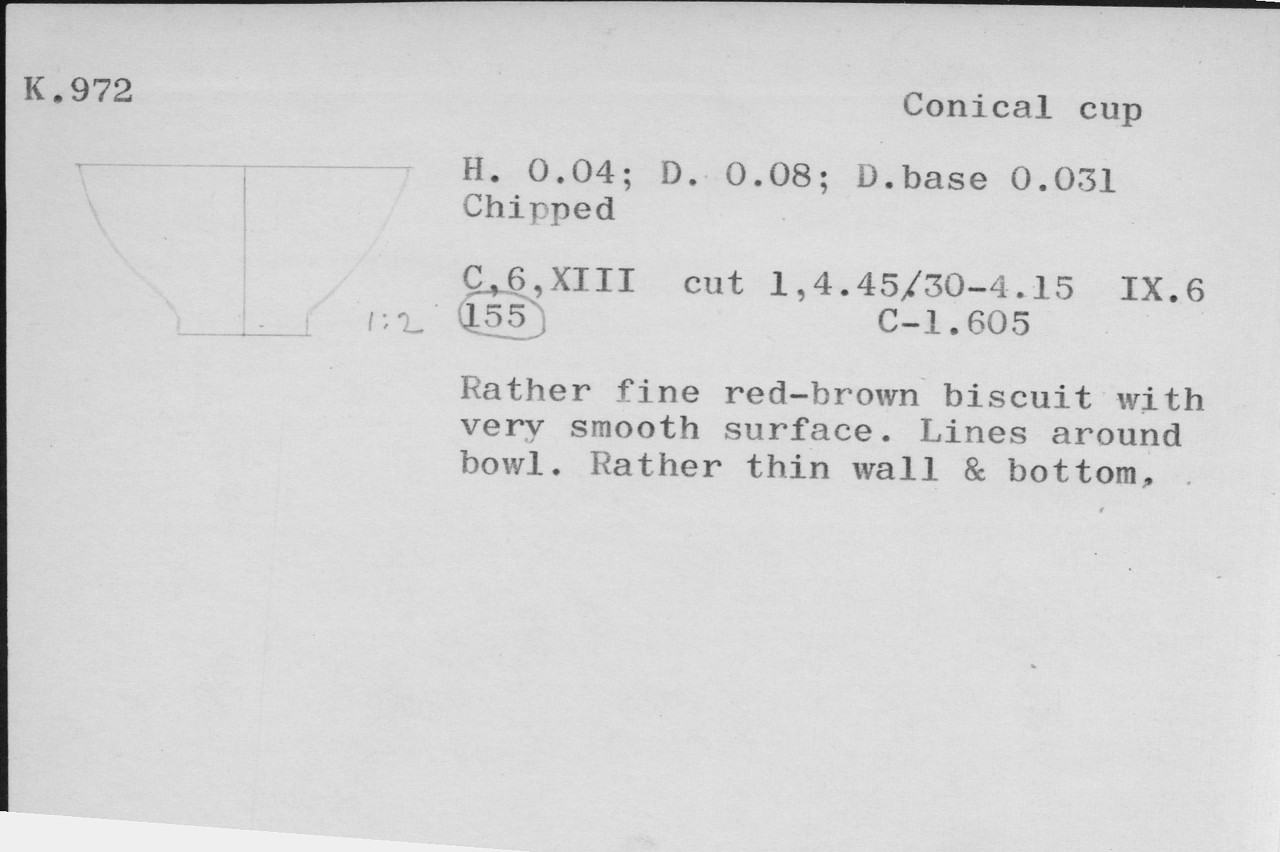 K.972
Conical cup
H. 0.04; D. 0.08; D.base 0.031
Chipped
C,6,XIII cut 1,4.45/30-4.15 IX.6
155 C-1.605
1:2
Rather fine red-brown biscuit with
very smooth surface. Lines around
bowl. Rather thin wall & bottom,